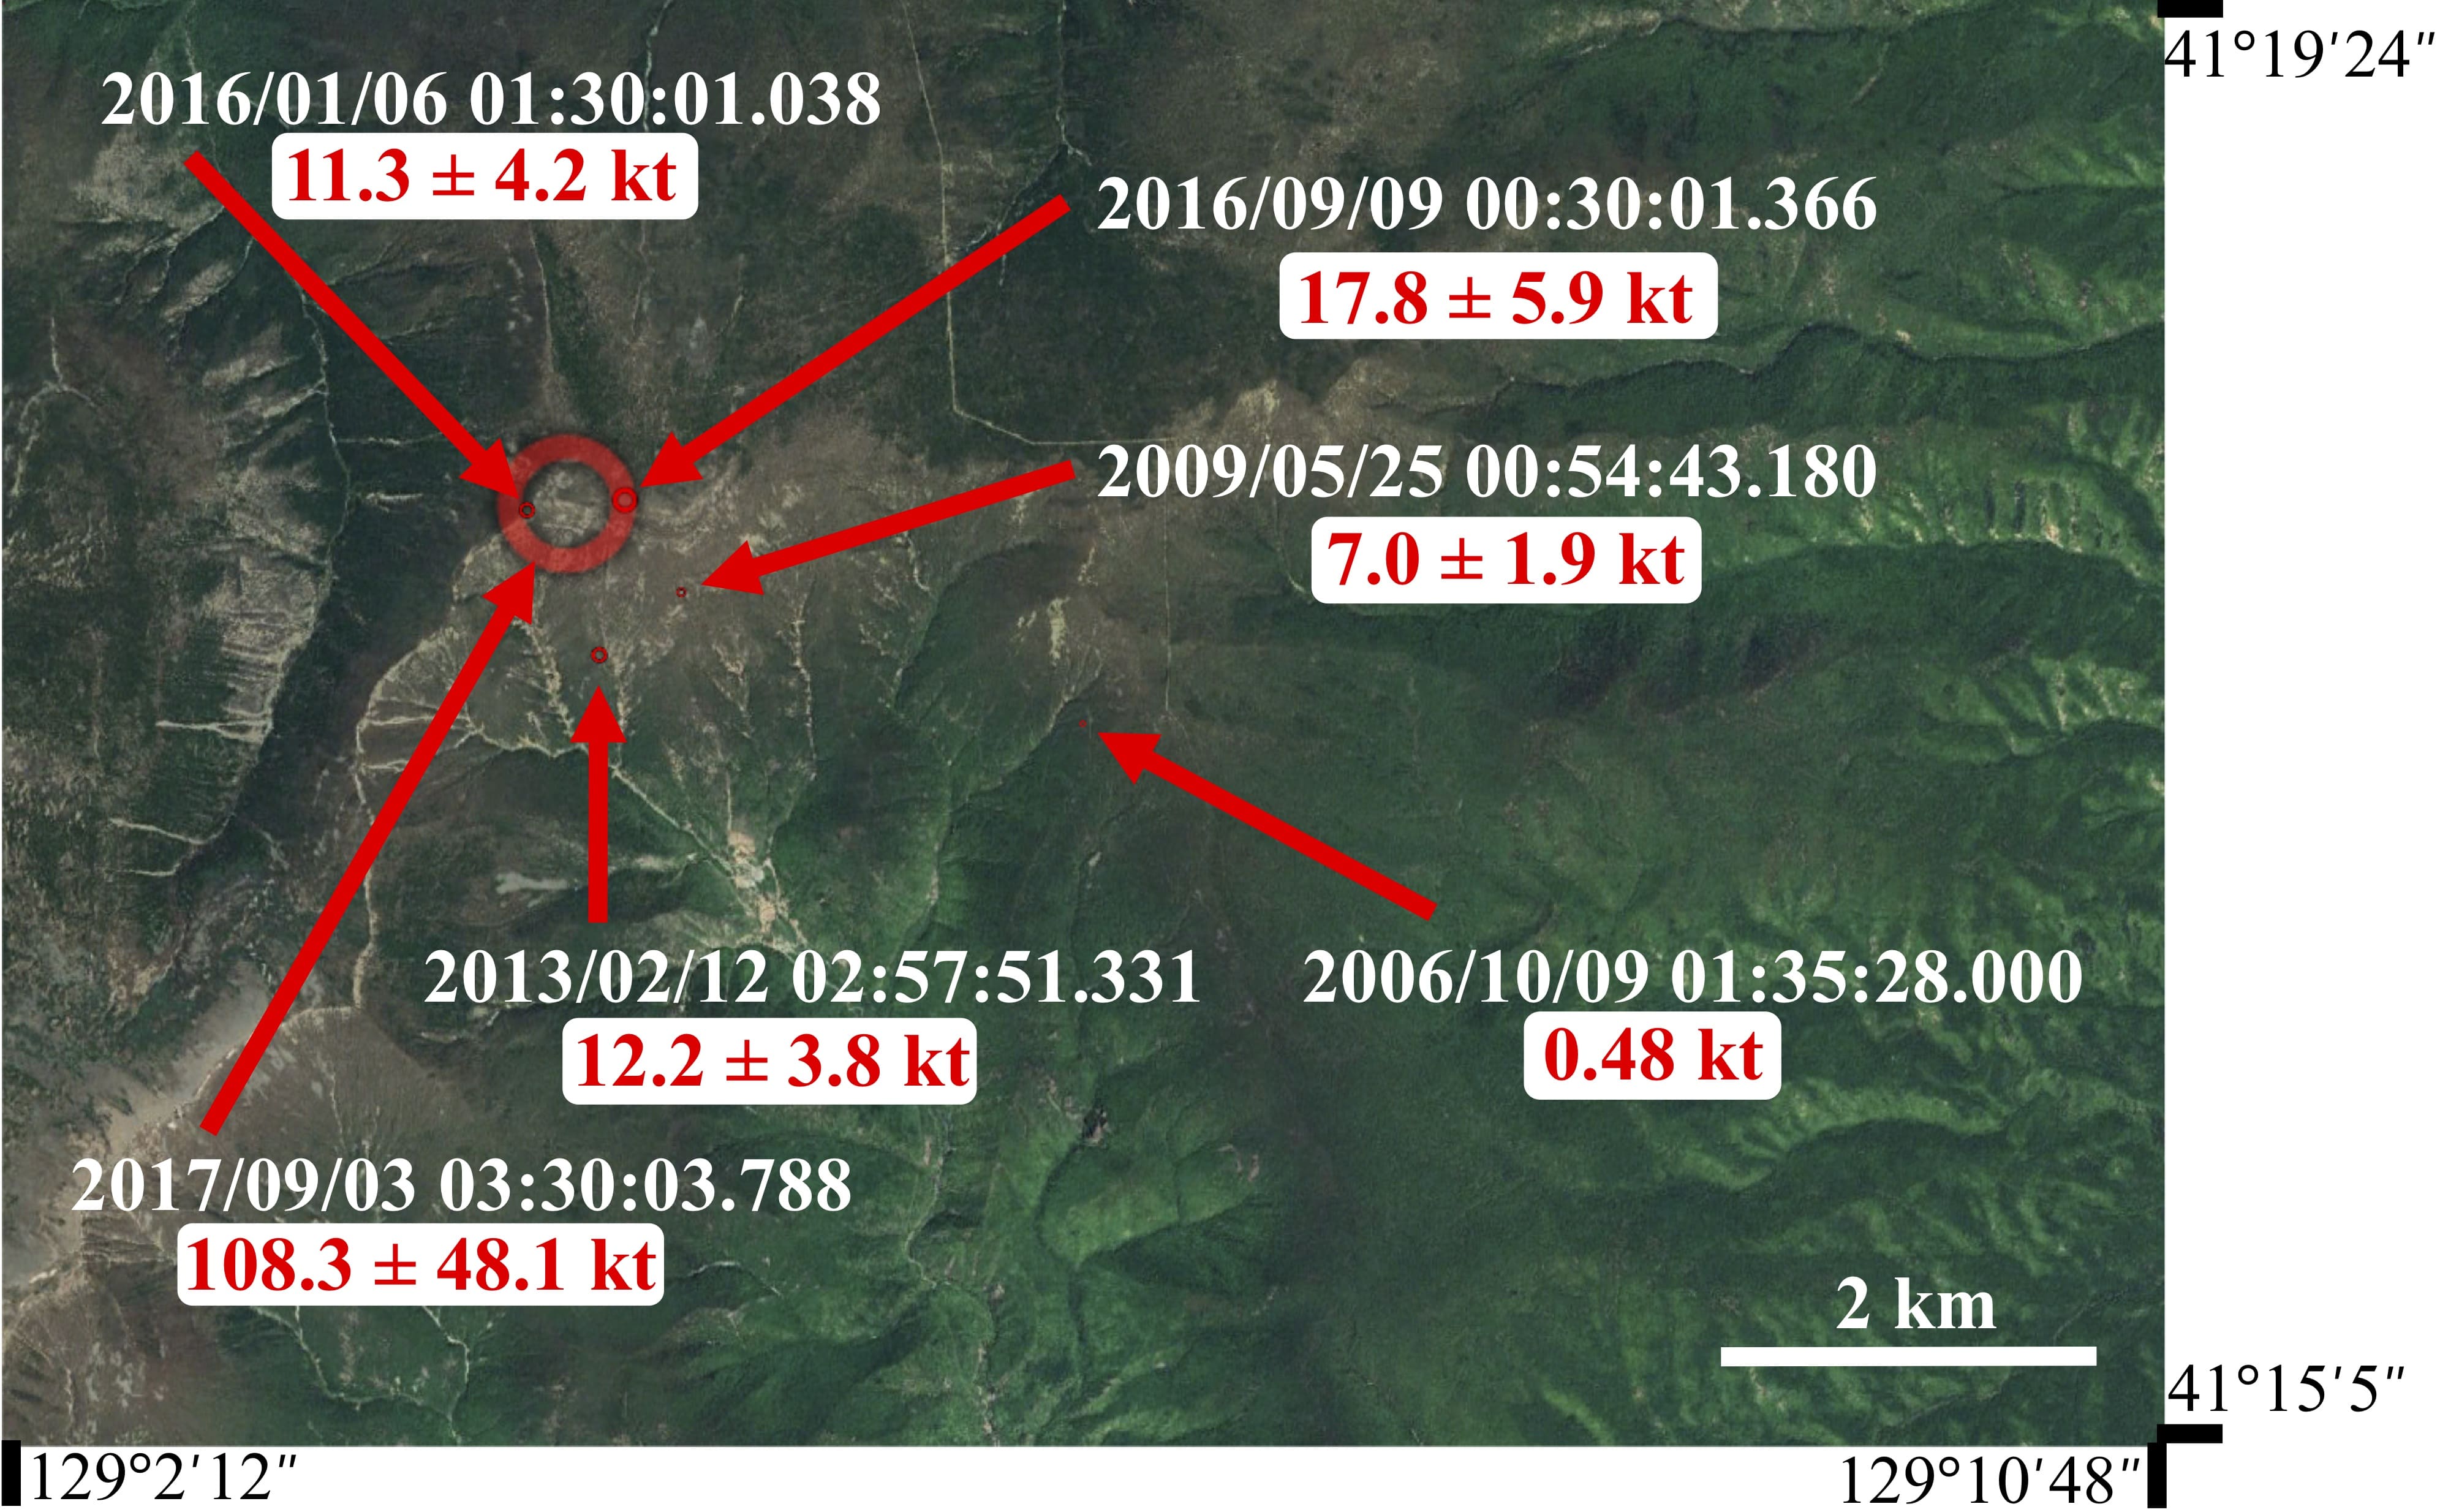 41°19′24″
2016/01/06 01:30:01.038
11.3 ± 4.2 kt
2016/09/09 00:30:01.366
17.8 ± 5.9 kt
2009/05/25 00:54:43.180
7.0 ± 1.9 kt
2013/02/12 02:57:51.331
12.2 ± 3.8 kt
2006/10/09 01:35:28.000
0.48 kt
2017/09/03 03:30:03.788
108.3 ± 48.1 kt
2 km
41°15′5″
129°2′12″
129°10′48″